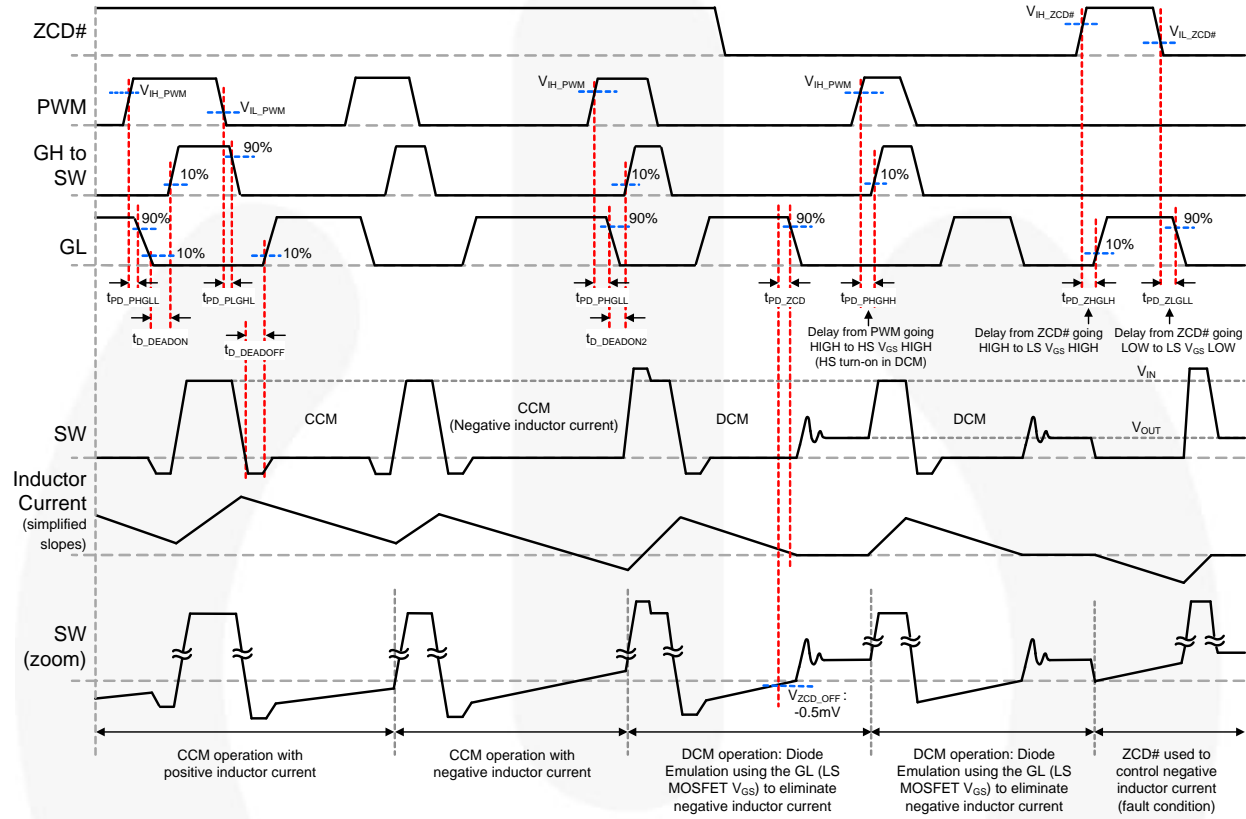 ZCD#
V_IH_ZCD#
V_IL_ZCD#
PWM
V_IH_PWM
V_IL_PWM
V_IH_PWM
V_IH_PWM
GH to
SW
90%
10%
10%
10%
GL
90%
10%
10%
90%
90%
10%
90%
t_PD_PHGLL
t_PD_PLGHL
t_PD_PHGLL
t_PD_ZCD
t_PD_PHGHH
t_PD_ZHGLH
t_PD_ZLGLL
t_D_DEADON
t_D_DEADOFF
t_D_DEADON2
Delay from PWM going
HIGH to HS V_GS HIGH
(HS turn-on in DCM)
Delay from ZCD# going
HIGH to LS V_GS HIGH
Delay from ZCD# going
LOW to LS V_GS LOW
V_IN
SW
CCM
CCM
(Negative inductor current)
DCM
DCM
V_OUT
Inductor
Current
(simplified
slopes)
SW
(zoom)
V_ZCD_OFF :
-0.5mV
CCM operation with
positive inductor current
CCM operation with
negative inductor current
DCM operation: Diode
Emulation using the GL (LS
MOSFET V_GS) to eliminate
negative inductor current
DCM operation: Diode
Emulation using the GL (LS
MOSFET V_GS) to eliminate
negative inductor current
ZCD# used to
control negative
inductor current
(fault condition)